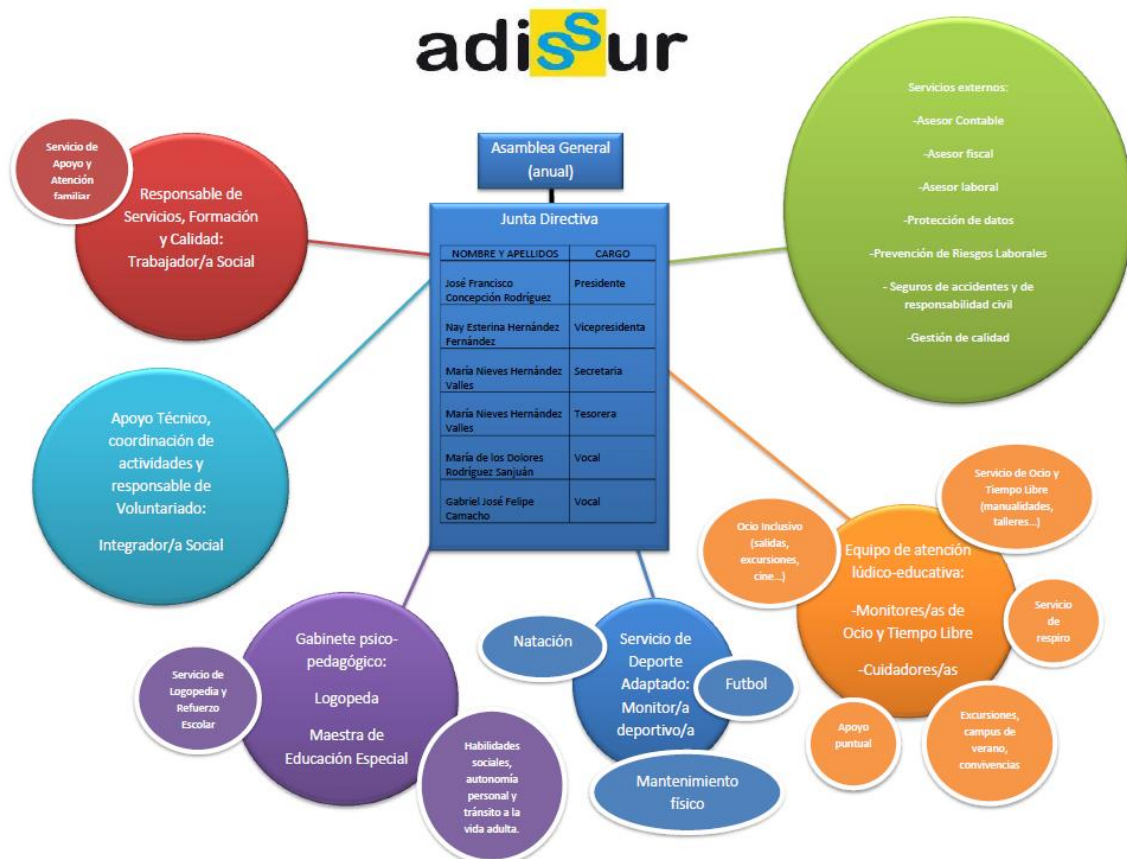 adissur
Asamblea General
(anual)
Junta Directiva
NOMBRE Y APELLIDOS CARGO
José Francisco
Concepción Rodríguez Presidente
Nay Esterina Hernández
Fernández Vicepresidenta
María Nieves Hernández
Valles Secretaria
María Nieves Hernández
Valles Tesorera
María de los Dolores
Rodríguez Sanjuán Vocal
Gabriel José Felipe
Camacho Vocal
Servicio de
Apoyo y
Atención
familiar
Responsable de
Servicios, Formación
y Calidad:
Trabajador/a Social
Apoyo Técnico,
coordinación de
actividades y
responsable de
Voluntariado:
Integrador/a Social
Gabinete psico-
pedagógico:
Logopeda
Maestra de
Educación Especial
Servicio de
Logopedia y
Refuerzo
Escolar
Habilidades
sociales,
autonomía
personal y
tránsito a la
vida adulta.
Servicio de
Deporte
Adaptado:
Monitor/a
deportivo/a
Natación
Futbol
Mantenimiento
físico
Equipo de atención
lúdico-educativa:
-Monitores/as de
Ocio y Tiempo Libre
-Cuidadores/as
Ocio Inclusivo
(salidas,
excursiones,
cine...)
Servicio de Ocio y
Tiempo Libre
(manualidades,
talleres...)
Servicio
de
respiro
Excursiones,
campus de
verano,
convivencias
Apoyo
puntual
Servicios externos:
-Asesor Contable
-Asesor fiscal
-Asesor laboral
-Protección de datos
-Prevención de Riesgos Laborales
- Seguros de accidentes y de
responsabilidad civil
-Gestión de calidad